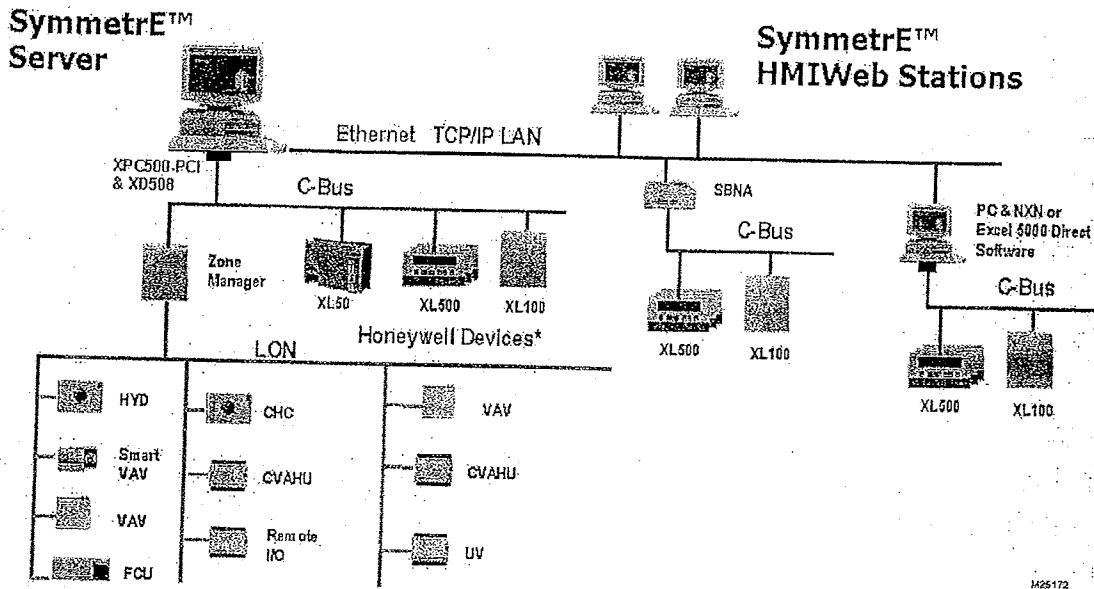 SymmetrE™
Server
SymmetrE™
HMIWeb Stations
Ethernet TCP/IP LAN
XPC500-PCI
& XD508
C-Bus
SBNA
PC & NXN or
Excel 5000 Direct
Software
C-Bus
Zone
Manager
C-Bus
XL50
XL500
XL100
XL500
XL100
Honeywell Devices*
LON
XL500
XL100
HYD
CHC
VAV
Smart
VAV
CVAHU
CVAHU
VAV
Remote
I/O
UV
FCU
M25172